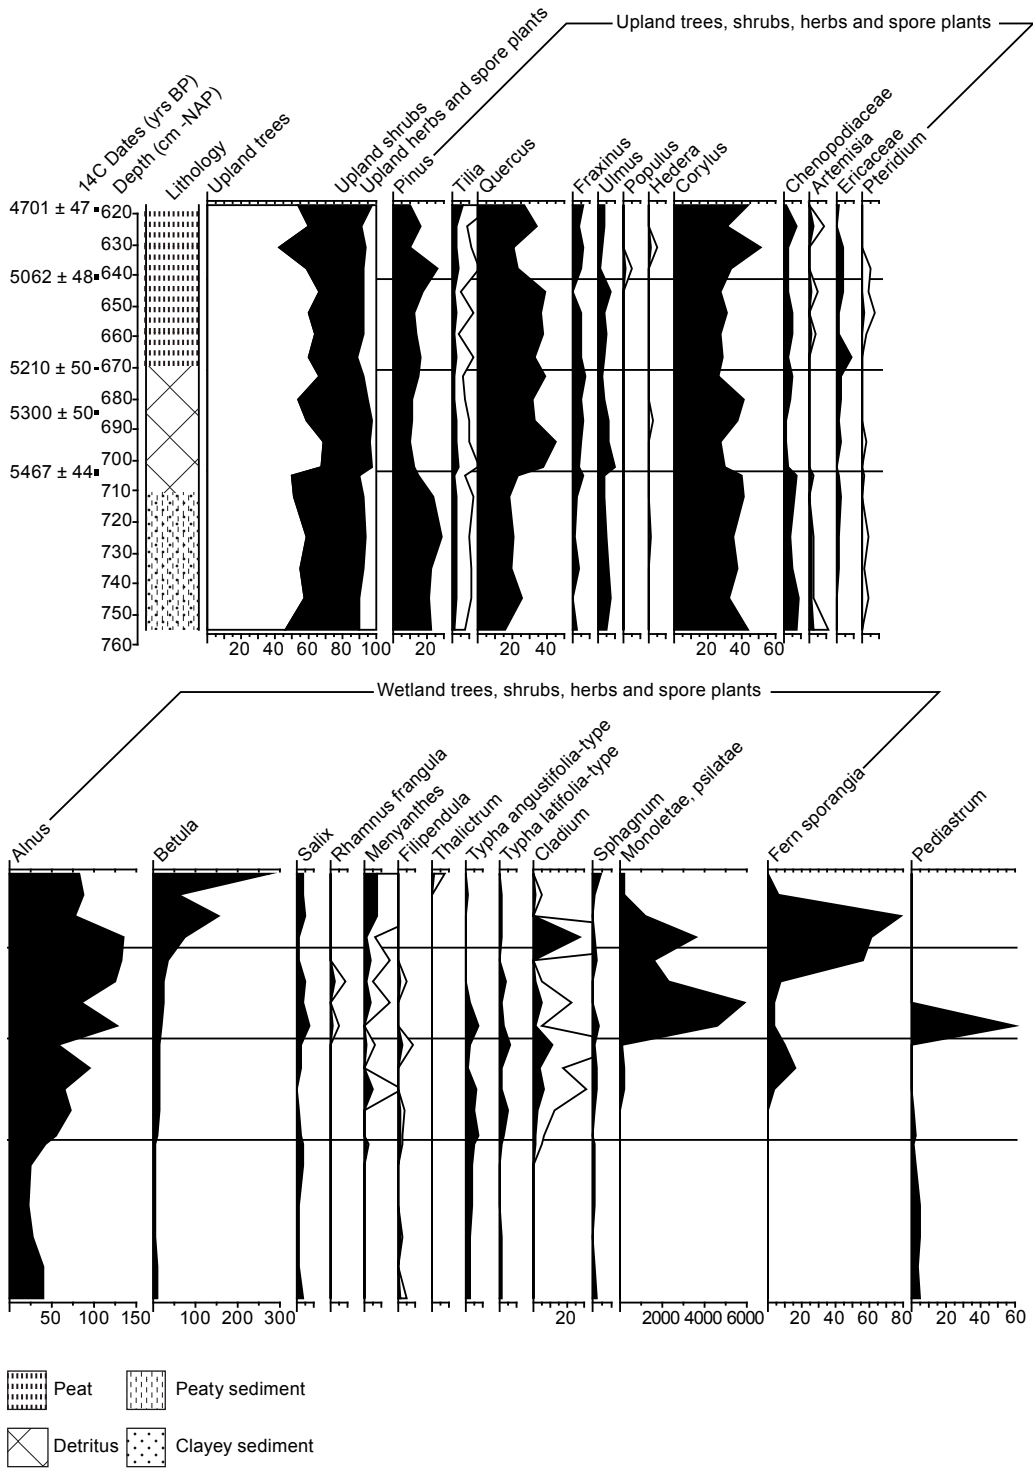 Upland trees, shrubs, herbs and spore plants
14C Dates (yrs BP)
Depth (cm -NAP)
Lithology
Upland trees
Upland shrubs
Upland herbs and spore plants
Pinus
Tilia
Quercus
Fraxinus
Ulmus
Populus
Hedera
Corylus
Chenopodiaceae
Artemisia
Ericaceae
Pteridium
4701 ± 47
620
630
5062 ± 48
640
650
660
5210 ± 50
670
680
5300 ± 50
690
700
5467 ± 44
710
720
730
740
750
760
20 40 60 80 100 20 20 40 20 40 60
Wetland trees, shrubs, herbs and spore plants
Alnus
Betula
Salix
Rhamnus frangula
Menyanthes
Filipendula
Thalictrum
Typha angustifolia-type
Typha latifolia-type
Cladium
Sphagnum
Monoletae, psilatae
Fern sporangia
Pediastrum
50 100 150 100 200 300 20 2000 4000 6000 20 40 60 80 20 40 60
Peat
Peaty sediment
Detritus
Clayey sediment